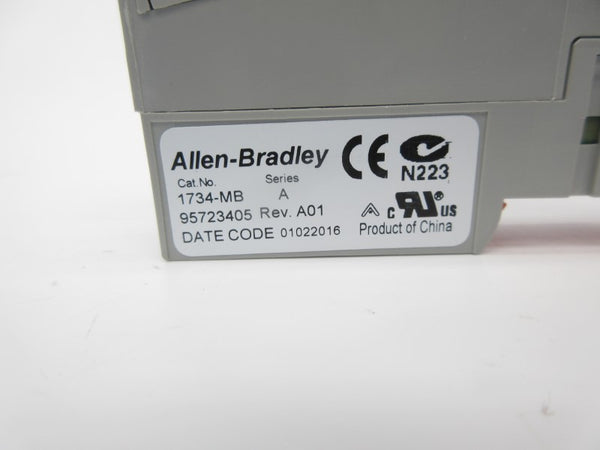 Allen-Bradley CE N223
Cat.No. Series
1734-MB A
95723405 Rev. A01 c UL® US
DATE CODE 01022016 Product of China